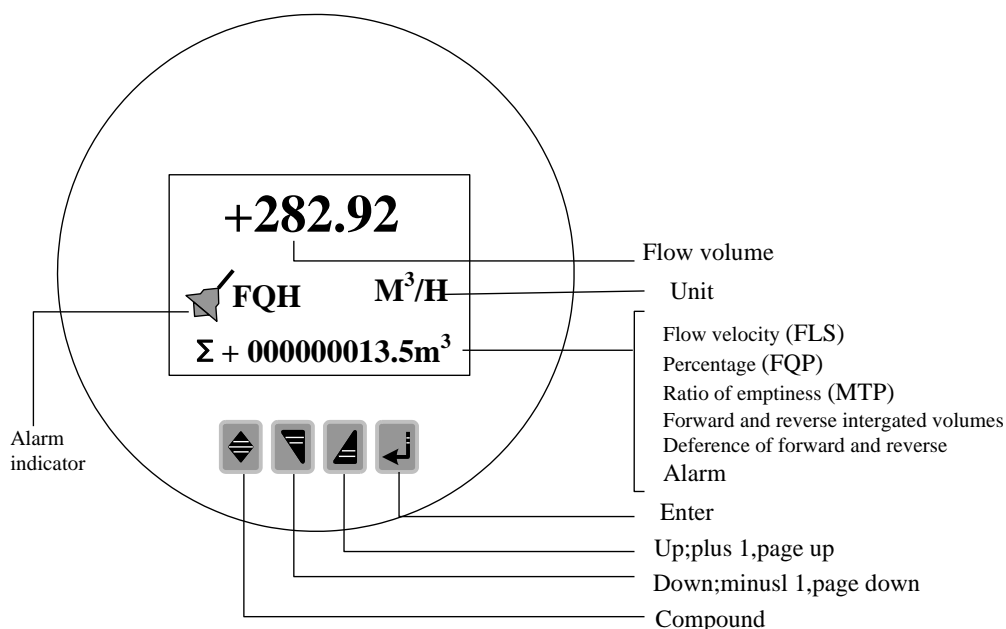 +282.92
FQH M³/H
Σ + 000000013.5m³
Alarm
indicator
Flow volume
Unit
Flow velocity (FLS)
Percentage (FQP)
Ratio of emptiness (MTP)
Forward and reverse intergated volumes
Deference of forward and reverse
Alarm
Enter
Up;plus 1,page up
Down;minusl 1,page down
Compound